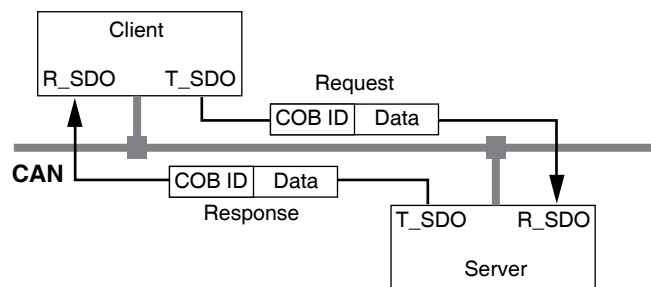 Client
R_SDO T_SDO
Request
COB ID Data
CAN
COB ID Data
Response
T_SDO R_SDO
Server